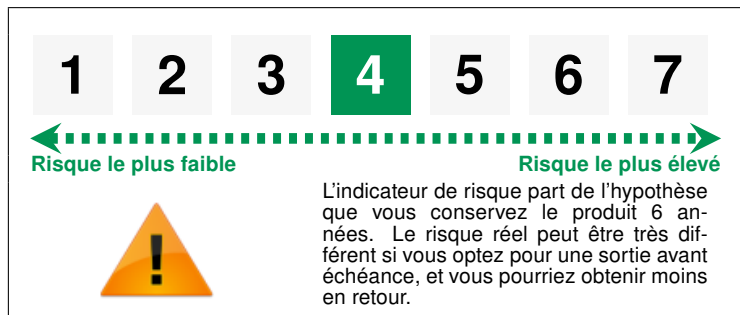 1 2 3 4 5 6 7
Risque le plus faible Risque le plus élevé
L'indicateur de risque part de l'hypothèse
que vous conservez le produit 6 an-
nées. Le risque réel peut être très dif-
férent si vous optez pour une sortie avant
échéance, et vous pourriez obtenir moins
en retour.